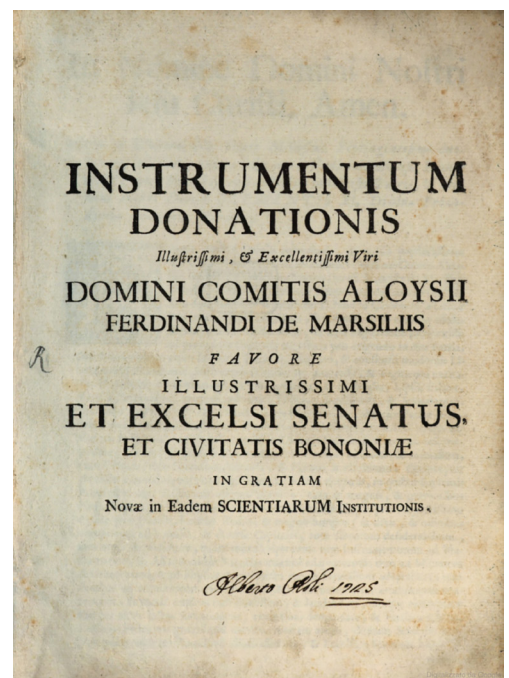 INSTRUMENTUM
DONATIONIS
Illuſtriſſimi, & Excellentiſſimi Viri
DOMINI COMITIS ALOYSII
FERDINANDI DE MARSILIIS
FAVORE
ILLUSTRISSIMI
ET EXCELSI SENATUS,
ET CIVITATIS BONONIÆ
IN GRATIAM
Novæ in Eadem SCIENTIARUM INSTITUTIONIS.
R
Alberto